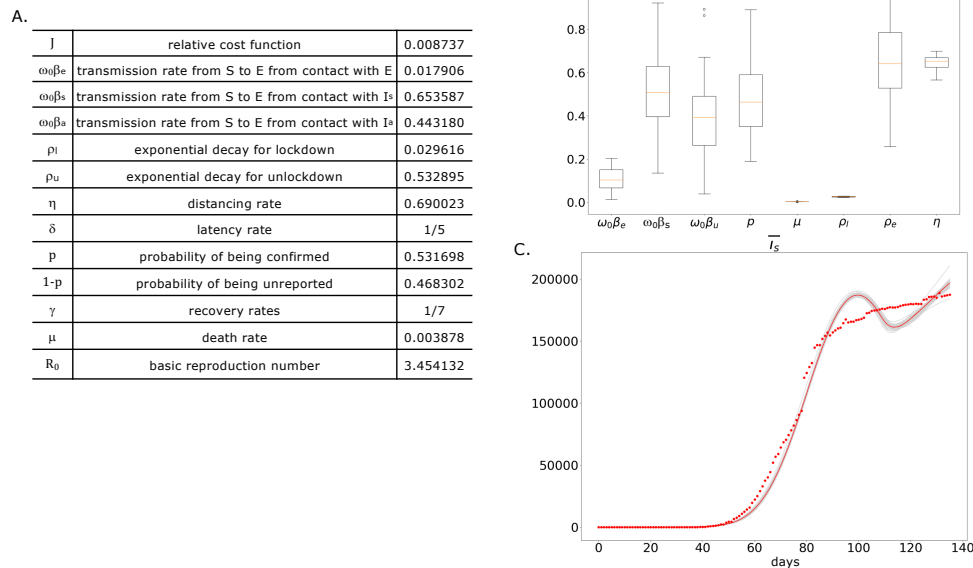 A.
J relative cost function 0.008737
ω₀βₑ transmission rate from S to E from contact with E 0.017906
ω₀βₛ transmission rate from S to E from contact with Iˢ 0.653587
ω₀βₐ transmission rate from S to E from contact with Iᵃ 0.443180
ρₗ exponential decay for lockdown 0.029616
ρᵤ exponential decay for unlockdown 0.532895
η distancing rate 0.690023
δ latency rate 1/5
p probability of being confirmed 0.531698
1-p probability of being unreported 0.468302
γ recovery rates 1/7
μ death rate 0.003878
R₀ basic reproduction number 3.454132
0.8
0.6
0.4
0.2
0.0
ω₀βₑ ω₀βₛ ω₀βᵤ p μ ρₗ ρₑ η
C.
I̅ₛ
200000
150000
100000
50000
0
0 20 40 60 80 100 120 140
days